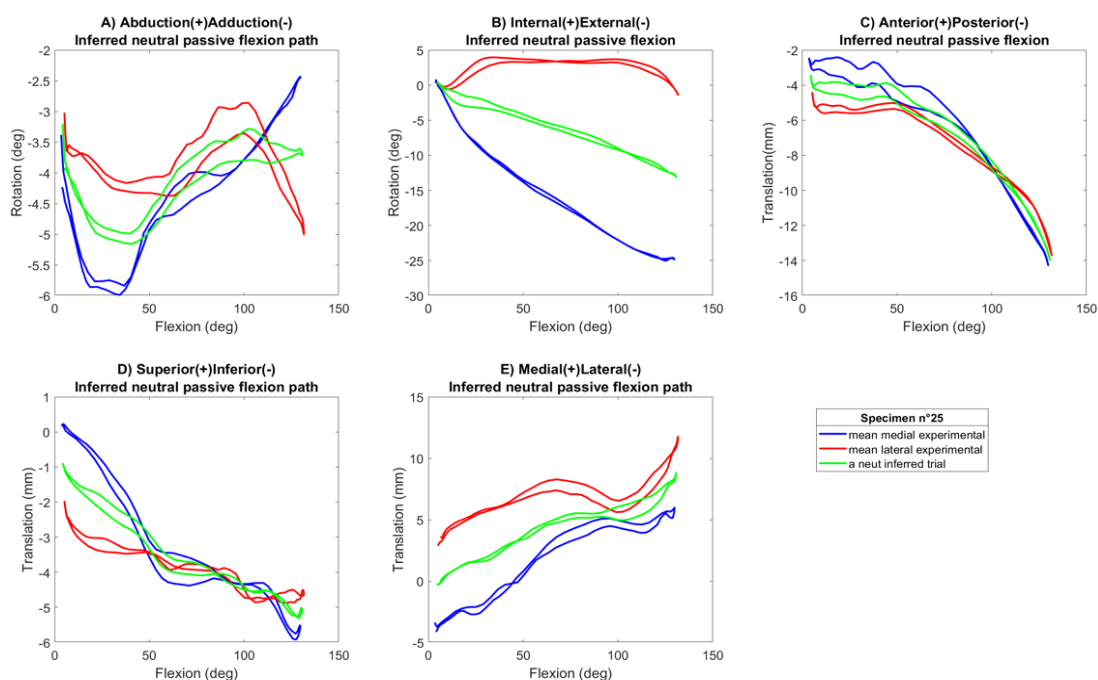 A) Abduction(+)Adduction(-)
Inferred neutral passive flexion path
-2
-2.5
-3
-3.5
-4
-4.5
-5
-5.5
-6
Rotation (deg)
0
50
100
150
Flexion (deg)
B) Internal(+)External(-)
Inferred neutral passive flexion
5
0
-5
-10
-15
-20
-25
-30
Rotation (deg)
0
50
100
150
Flexion (deg)
C) Anterior(+)Posterior(-)
Inferred neutral passive flexion
-2
-4
-6
-8
-10
-12
-14
-16
Translation(mm)
0
50
100
150
Flexion (deg)
D) Superior(+)Inferior(-)
Inferred neutral passive flexion path
1
0
-1
-2
-3
-4
-5
-6
Translation (mm)
0
50
100
150
Flexion (deg)
E) Medial(+)Lateral(-)
Inferred neutral passive flexion path
15
10
5
0
-5
Translation (mm)
0
50
100
150
Flexion (deg)
Specimen n°25
mean medial experimental
mean lateral experimental
a neut inferred trial